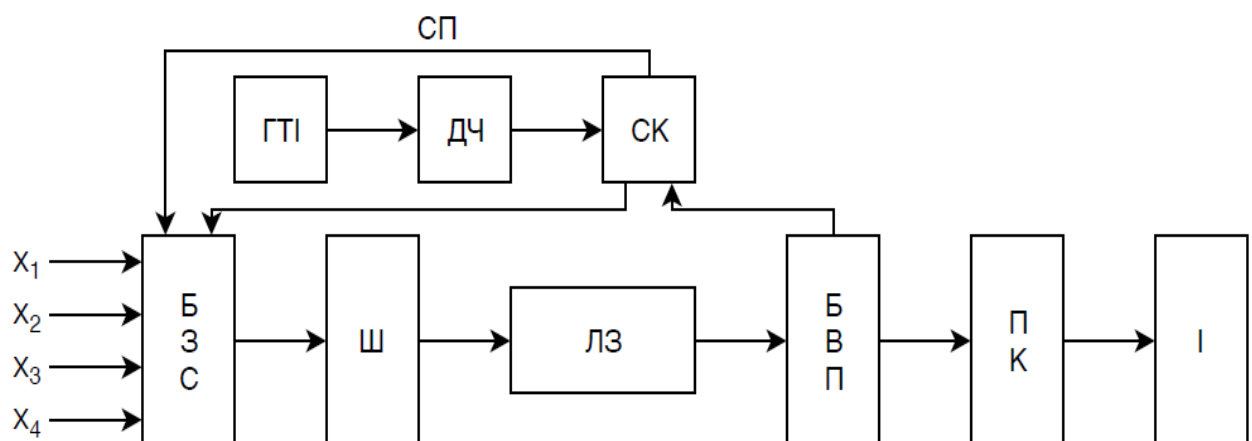 СП
ГТІ
ДЧ
СК
X1
X2
X3
X4
Б
З
С
Ш
ЛЗ
Б
В
П
П
К
І